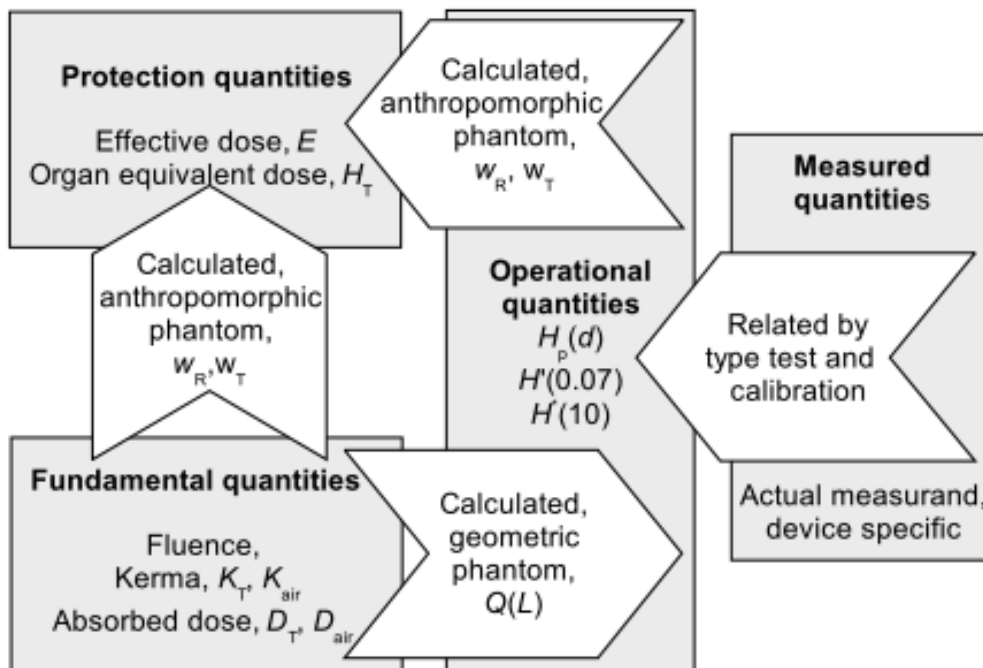 Protection quantities
Effective dose, E
Organ equivalent dose, H_T
Calculated,
anthropomorphic
phantom,
w_R, w_T
Measured
quantities
Calculated,
anthropomorphic
phantom,
w_R,w_T
Operational
quantities
H_p(d)
H'(0.07)
H*(10)
Related by
type test and
calibration
Fundamental quantities
Fluence,
Kerma, K_T, K_air
Absorbed dose, D_T, D_air
Calculated,
geometric
phantom,
Q(L)
Actual measurand,
device specific